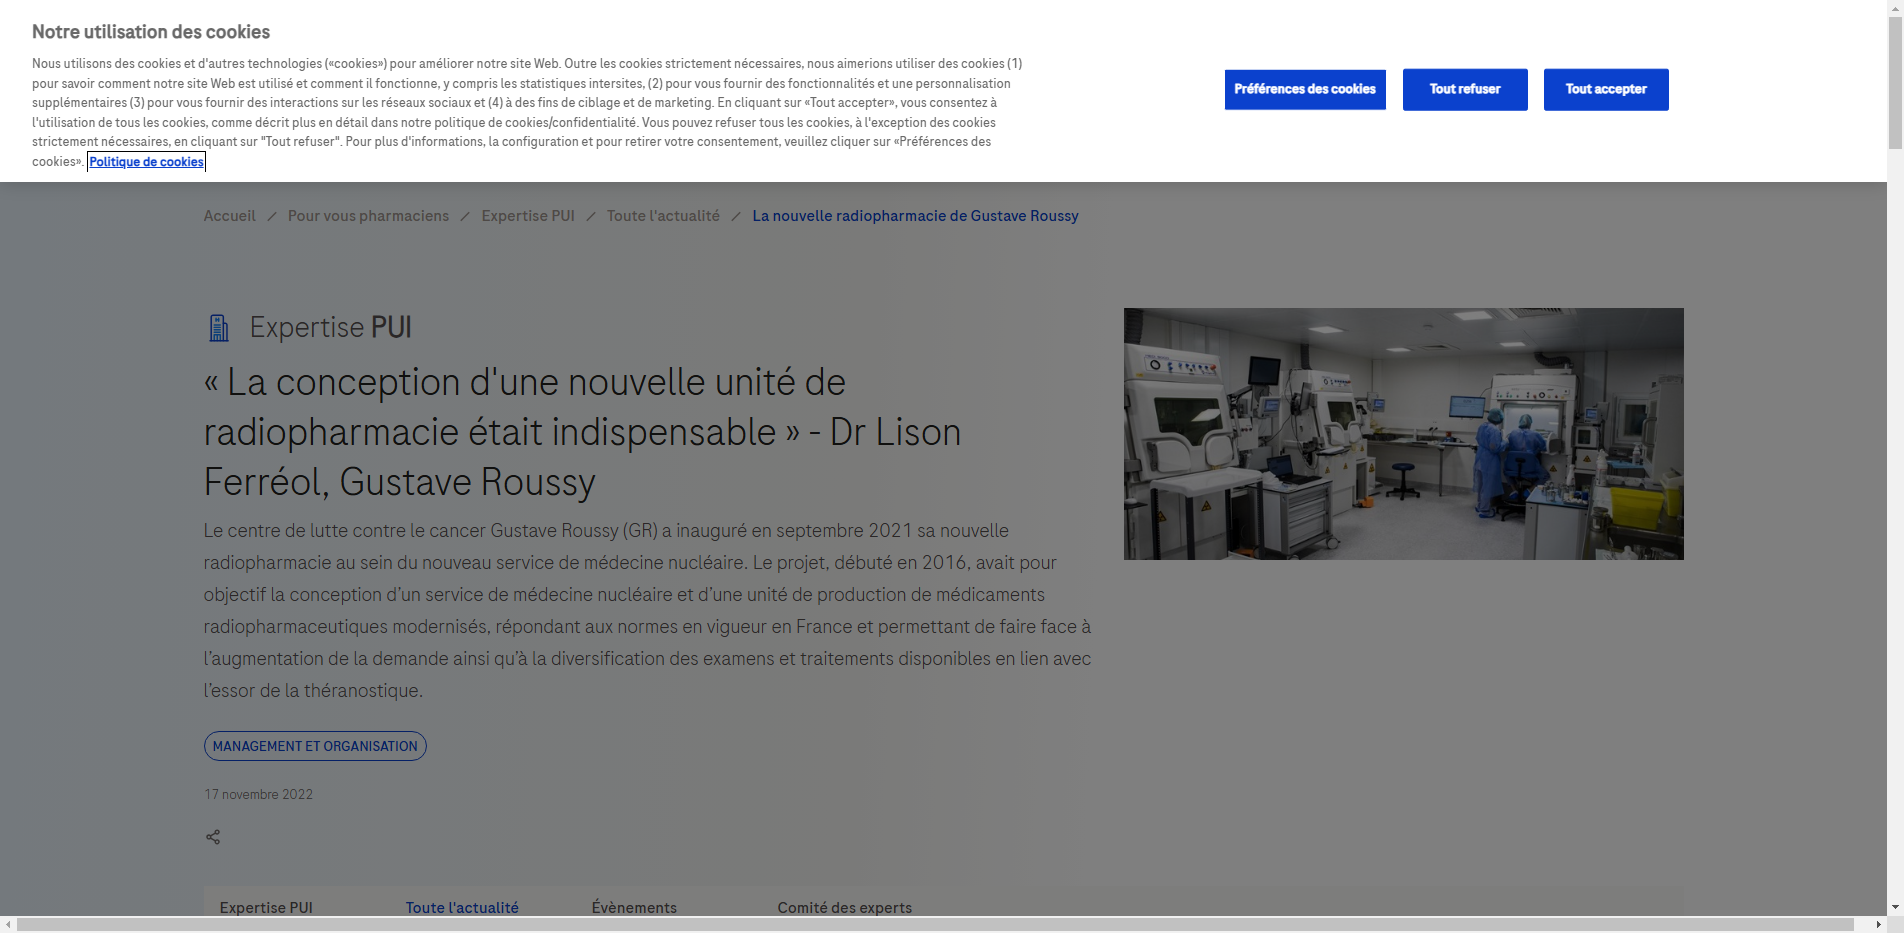 Notre utilisation des cookies
Nous utilisons des cookies et d'autres technologies («cookies») pour améliorer notre site Web. Outre les cookies strictement nécessaires, nous aimerions utiliser des cookies (1)
pour savoir comment notre site Web est utilisé et comment il fonctionne, y compris les statistiques intersites, (2) pour vous fournir des fonctionnalités et une personnalisation
supplémentaires (3) pour vous fournir des interactions sur les réseaux sociaux et (4) à des fins de ciblage et de marketing. En cliquant sur «Tout accepter», vous consentez à
l'utilisation de tous les cookies, comme décrit plus en détail dans notre politique de cookies/confidentialité. Vous pouvez refuser tous les cookies, à l'exception des cookies
strictement nécessaires, en cliquant sur "Tout refuser". Pour plus d'informations, la configuration et pour retirer votre consentement, veuillez cliquer sur «Préférences des
cookies». Politique de cookies
Préférences des cookies
Tout refuser
Tout accepter
Accueil / Pour vous pharmaciens / Expertise PUI / Toute l'actualité / La nouvelle radiopharmacie de Gustave Roussy
Expertise PUI
« La conception d'une nouvelle unité de
radiopharmacie était indispensable » - Dr Lison
Ferréol, Gustave Roussy
Le centre de lutte contre le cancer Gustave Roussy (GR) a inauguré en septembre 2021 sa nouvelle
radiopharmacie au sein du nouveau service de médecine nucléaire. Le projet, débuté en 2016, avait pour
objectif la conception d’un service de médecine nucléaire et d’une unité de production de médicaments
radiopharmaceutiques modernisés, répondant aux normes en vigueur en France et permettant de faire face à
l’augmentation de la demande ainsi qu’à la diversification des examens et traitements disponibles en lien avec
l’essor de la théranostique.
MANAGEMENT ET ORGANISATION
17 novembre 2022
Expertise PUI
Toute l'actualité
Évènements
Comité des experts